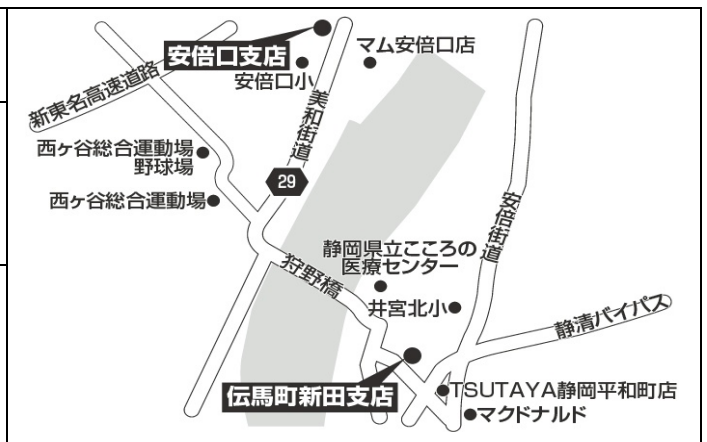 安倍口支店
マム安倍口店
安倍口小
新東名高速道路
美和街道
西ヶ谷総合運動場
野球場
29
西ヶ谷総合運動場
安倍街道
静岡県立こころの
医療センター
狩野橋
井宮北小
静清バイパス
伝馬町新田支店
TSUTAYA静岡平和町店
マクドナルド